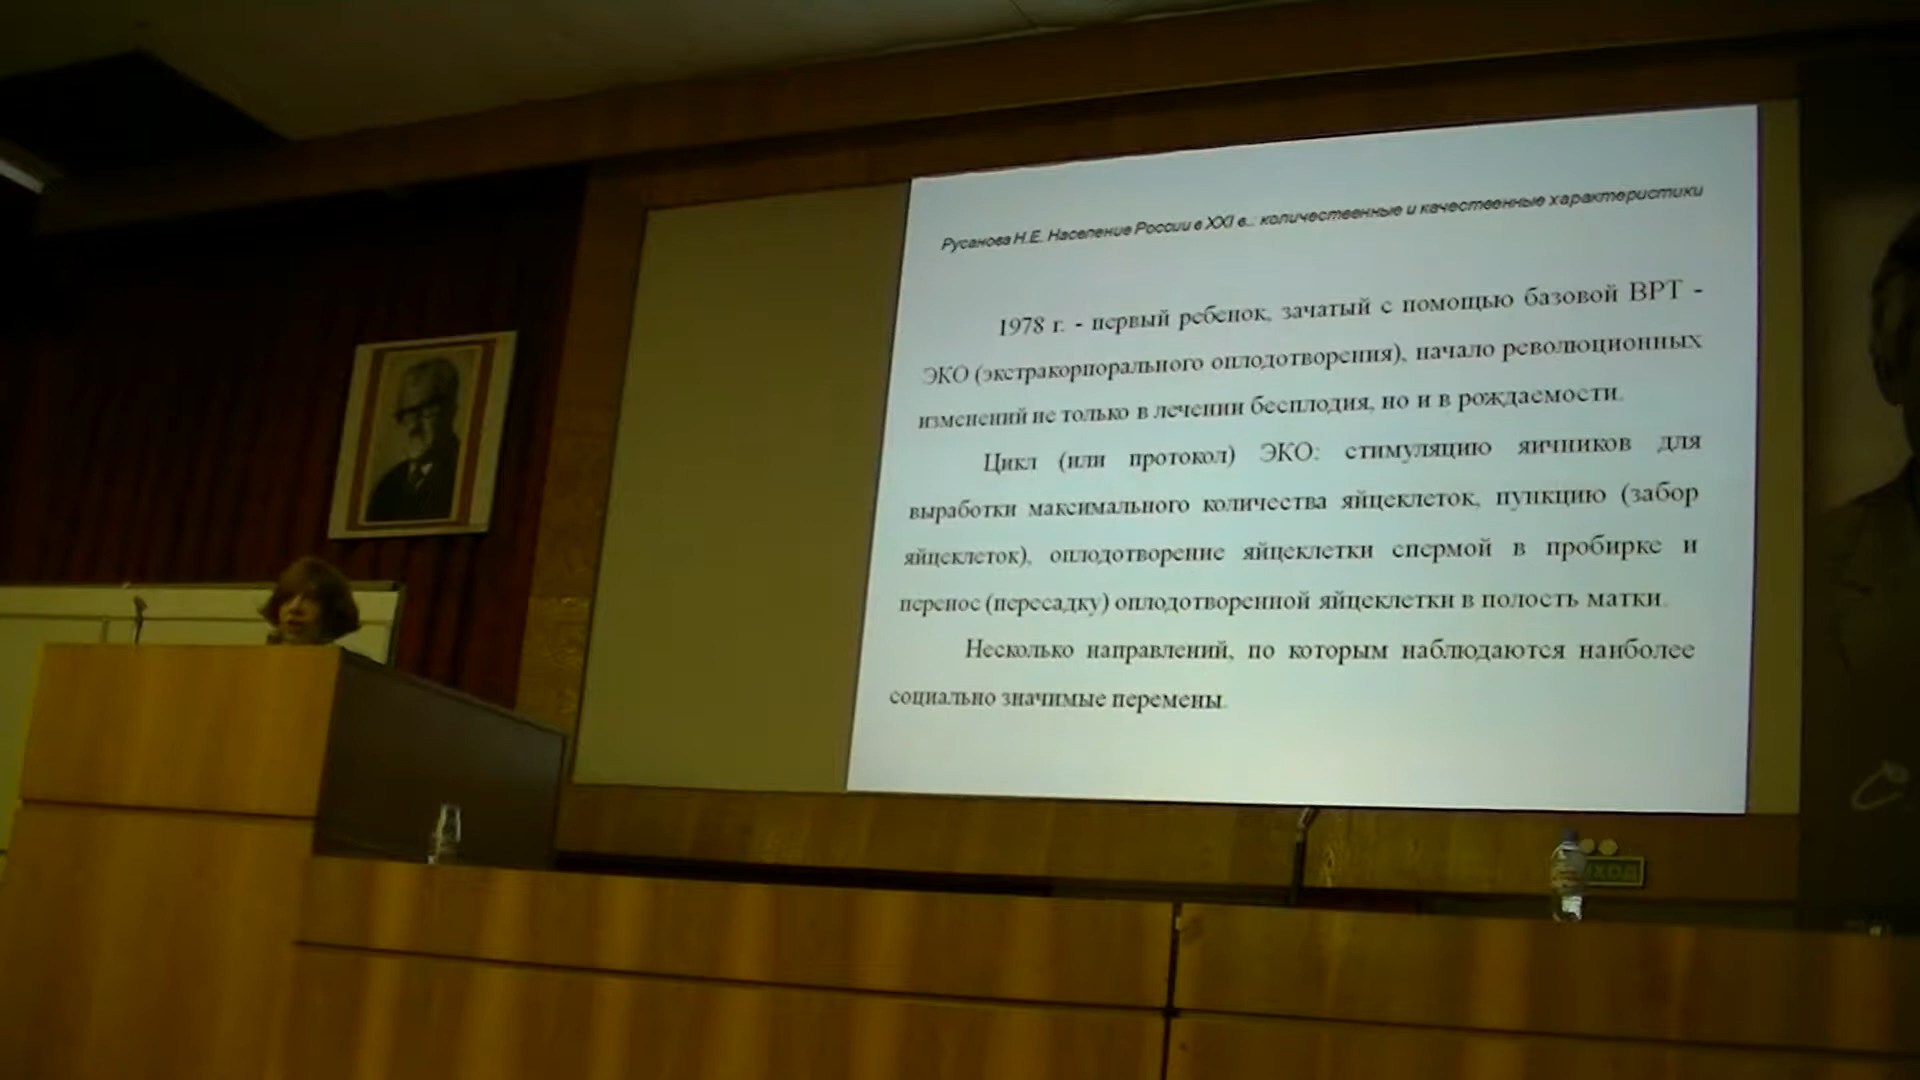 Русанова Н.Е. Население России в XXI в.: количественные и качественные характеристики
1978 г. - первый ребенок, зачатый с помощью базовой ВРТ -
ЭКО (экстракорпорального оплодотворения), начало революционных
изменений не только в лечении бесплодия, но и в рождаемости.
Цикл (или протокол) ЭКО: стимуляцию яичников для
выработки максимального количества яйцеклеток, пункцию (забор
яйцеклеток), оплодотворение яйцеклетки спермой в пробирке и
перенос (пересадку) оплодотворенной яйцеклетки в полость матки.
Несколько направлений, по которым наблюдаются наиболее
социально значимые перемены.